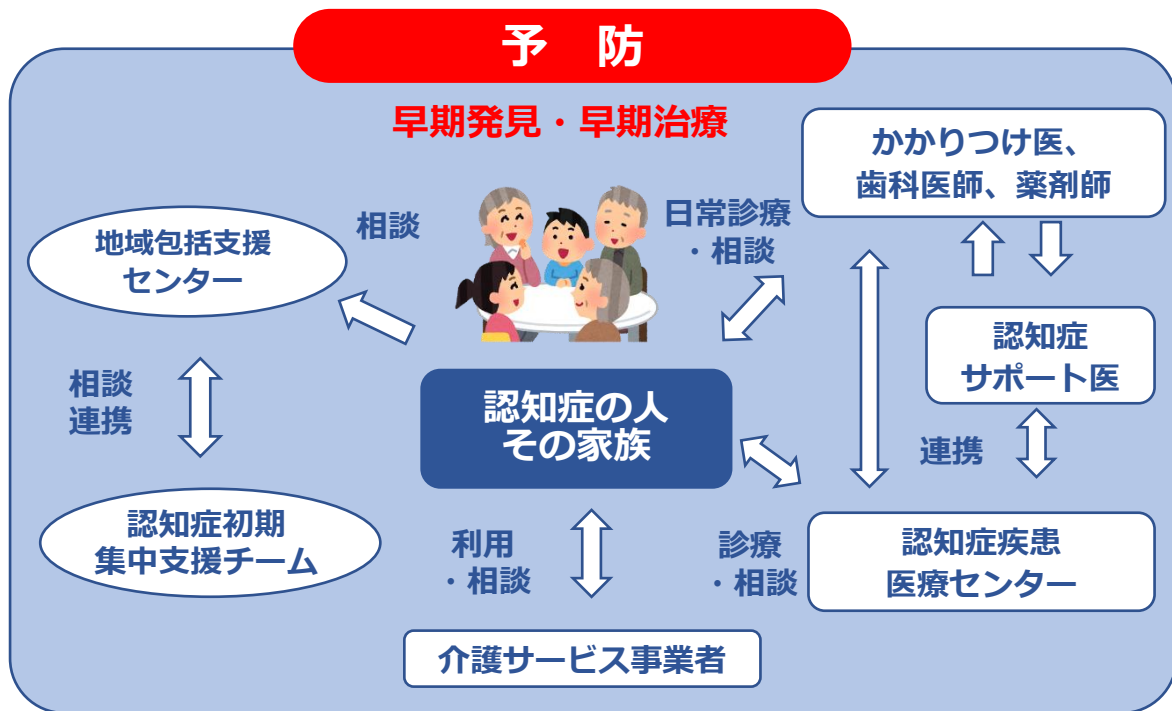 予　防
早期発見・早期治療
かかりつけ医、
歯科医師、薬剤師
相談
日常診療
・相談
地域包括支援
センター
認知症
サポート医
相談
連携
認知症の人
その家族
連携
認知症初期
集中支援チーム
利用
・相談
診療
・相談
認知症疾患
医療センター
介護サービス事業者